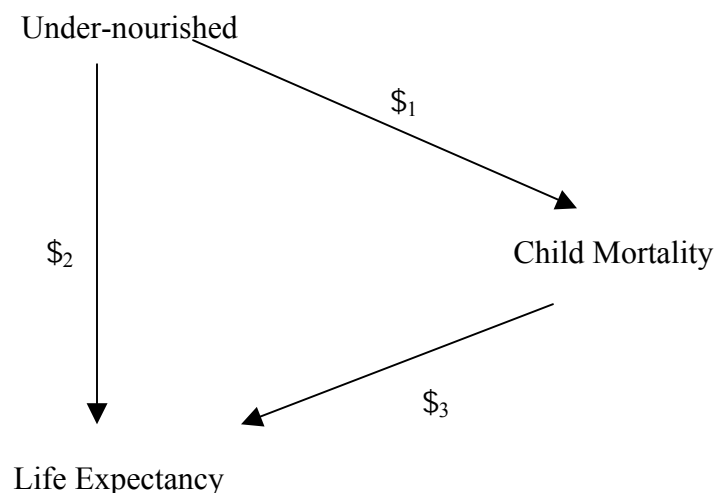 Under-nourished
$₁
$₂
Child Mortality
$₃
Life Expectancy